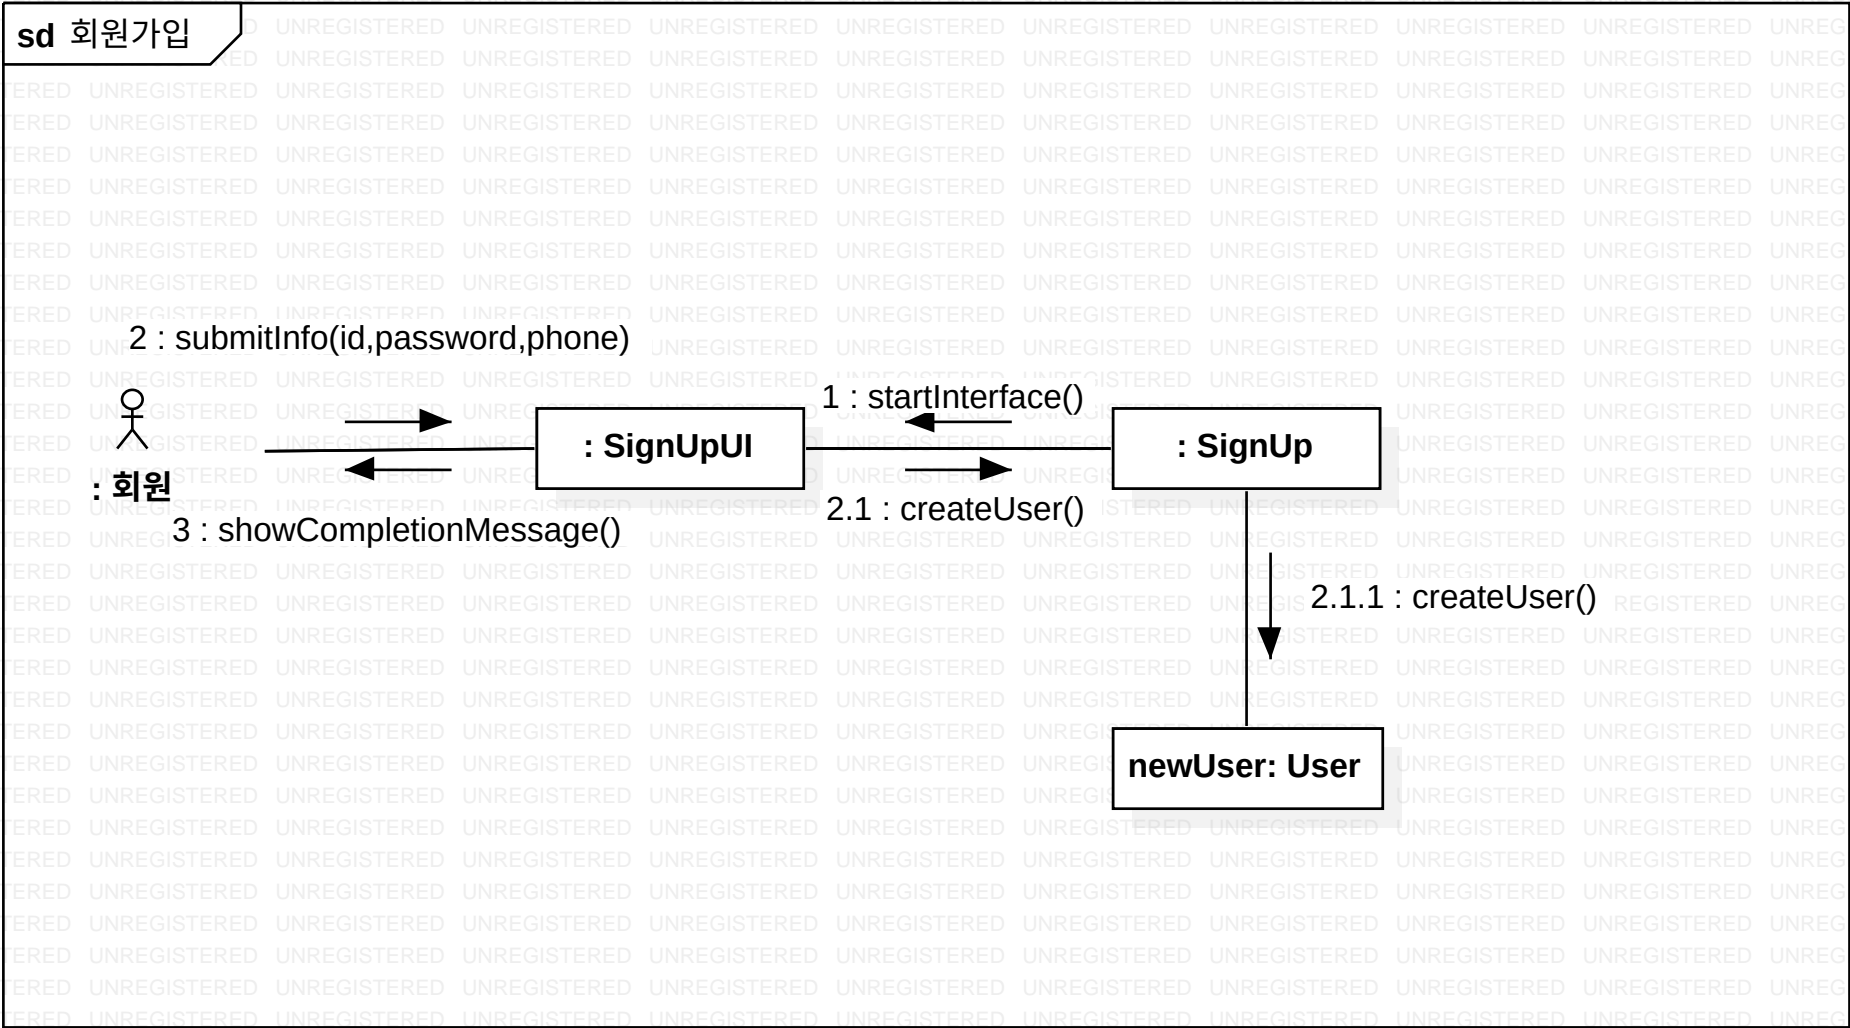 sd 회원가입
2 : submitInfo(id,password,phone)
1 : startInterface()
: SignUpUI
: SignUp
: 회원
2.1 : createUser()
3 : showCompletionMessage()
2.1.1 : createUser()
newUser: User
UNREGISTERED